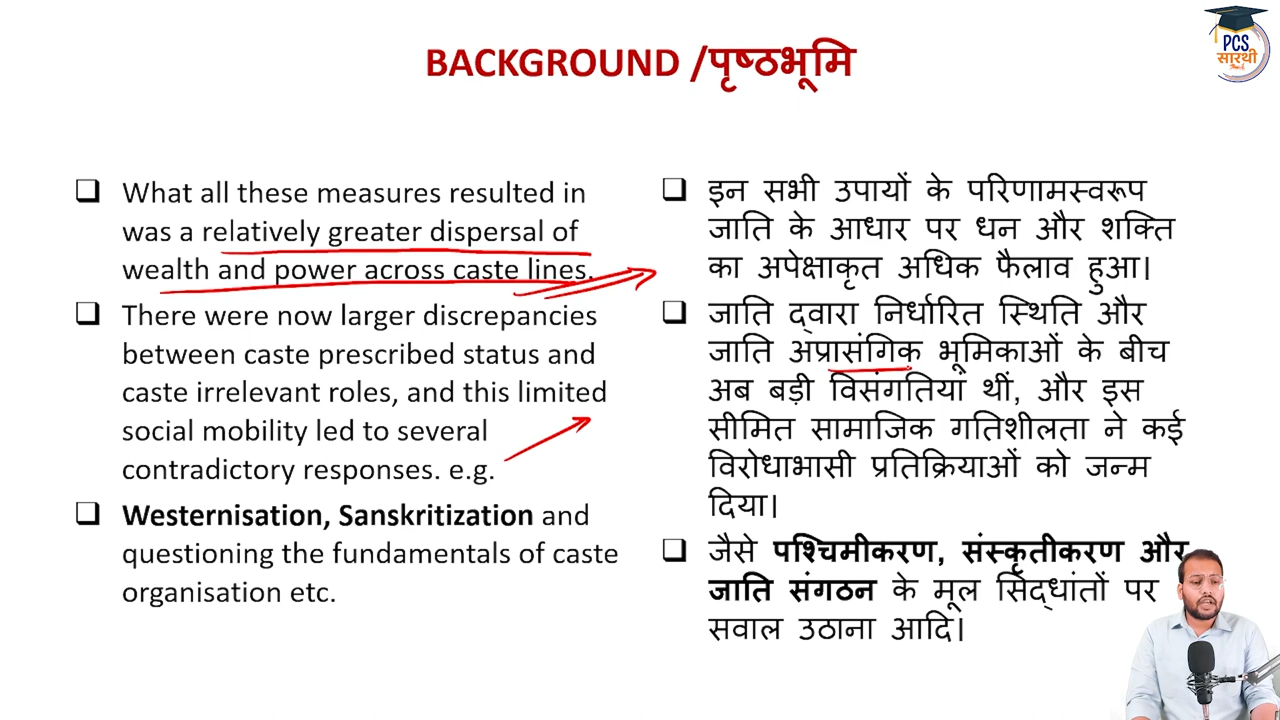 BACKGROUND /पृष्ठभूमि
PCS
सारथी
❑ What all these measures resulted in
was a relatively greater dispersal of
wealth and power across caste lines.
❑ There were now larger discrepancies
between caste prescribed status and
caste irrelevant roles, and this limited
social mobility led to several
contradictory responses. e.g.
❑ Westernisation, Sanskritization and
questioning the fundamentals of caste
organisation etc.
❑ इन सभी उपायों के परिणामस्वरूप
जाति के आधार पर धन और शक्ति
का अपेक्षाकृत अधिक फैलाव हुआ।
❑ जाति द्वारा निर्धारित स्थिति और
जाति अप्रासंगिक भूमिकाओं के बीच
अब बड़ी विसंगतियां थीं, और इस
सीमित सामाजिक गतिशीलता ने कई
विरोधाभासी प्रतिक्रियाओं को जन्म
दिया।
❑ जैसे पश्चिमीकरण, संस्कृतीकरण और
जाति संगठन के मूल सिद्धांतों पर
सवाल उठाना आदि।